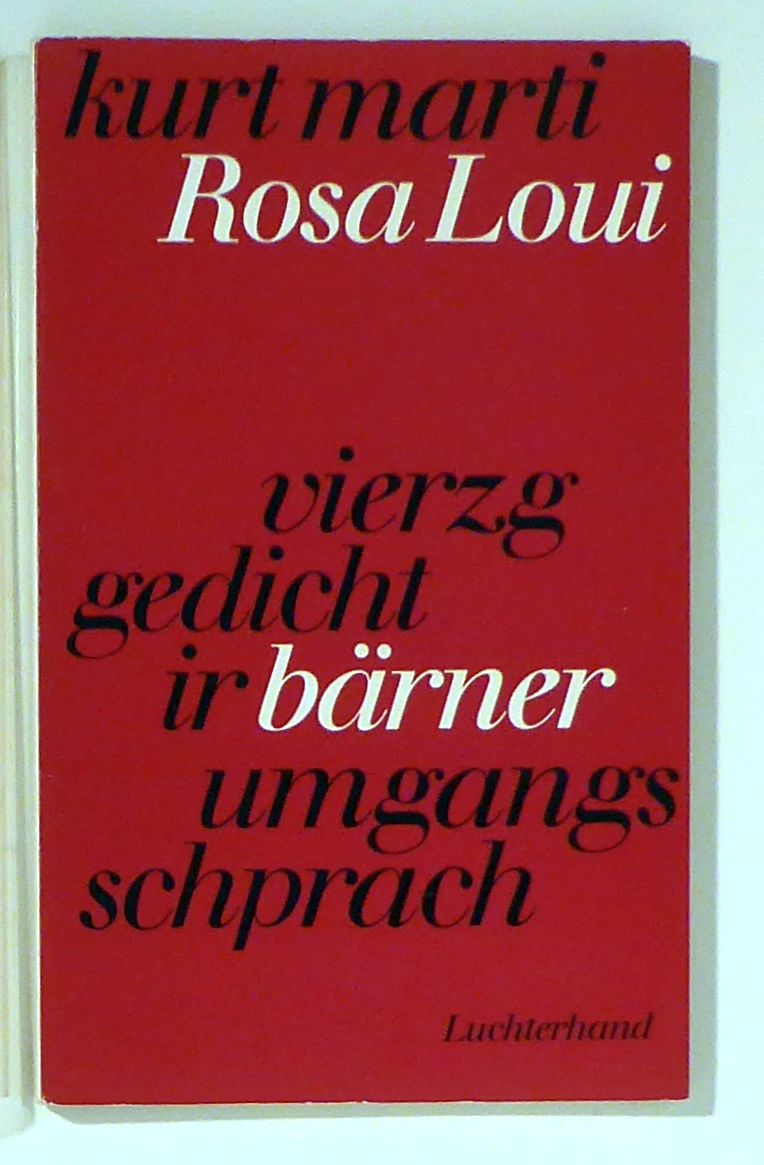 kurt marti
Rosa Loui
vierzg
gedicht
ir bärner
umgangs
schprach
Luchterhand